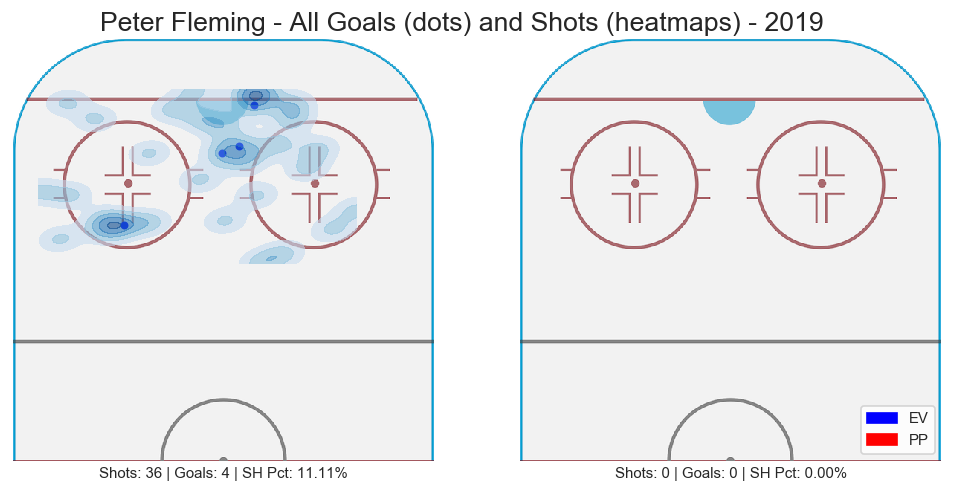 Peter Fleming - All Goals (dots) and Shots (heatmaps) - 2019
EV
PP
Shots: 36 | Goals: 4 | SH Pct: 11.11%
Shots: 0 | Goals: 0 | SH Pct: 0.00%